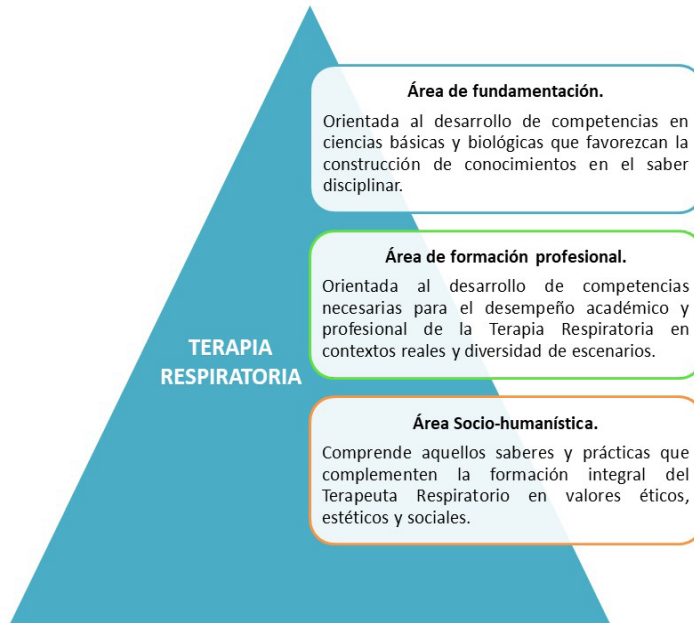 Área de fundamentación.
Orientada al desarrollo de competencias en
ciencias básicas y biológicas que favorezcan la
construcción de conocimientos en el saber
disciplinar.
Área de formación profesional.
Orientada al desarrollo de competencias
necesarias para el desempeño académico y
profesional de la Terapia Respiratoria en
contextos reales y diversidad de escenarios.
TERAPIA
RESPIRATORIA
Área Socio-humanística.
Comprende aquellos saberes y prácticas que
complementen la formación integral del
Terapeuta Respiratorio en valores éticos,
estéticos y sociales.